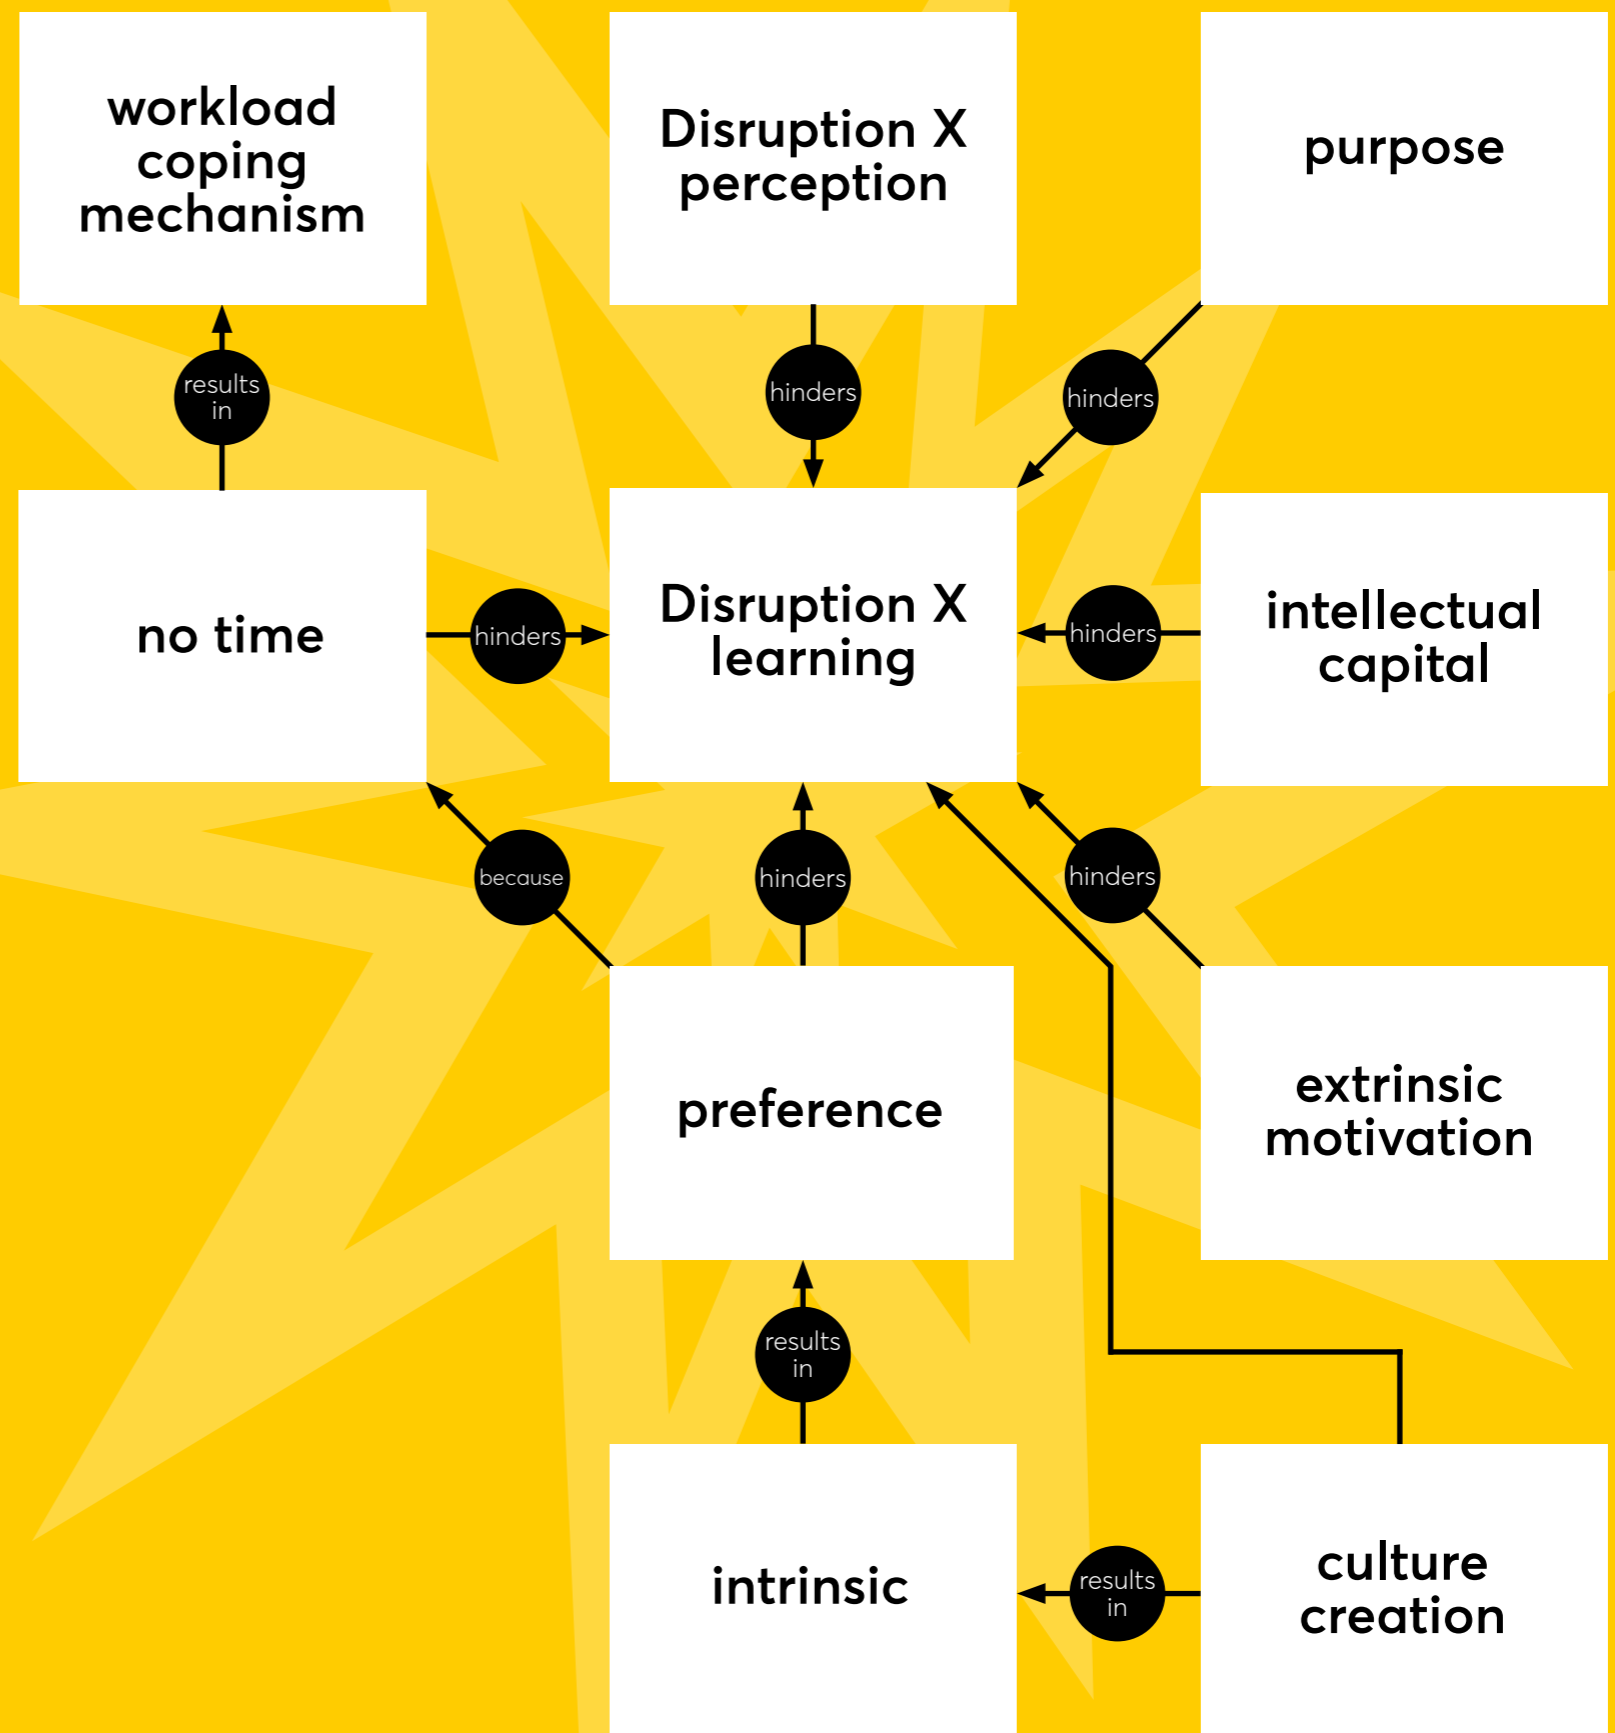 workload
coping
mechanism
Disruption X
perception
purpose
results
in
hinders
hinders
no time
hinders
Disruption X
learning
hinders
intellectual
capital
because
hinders
hinders
preference
extrinsic
motivation
results
in
intrinsic
results
in
culture
creation